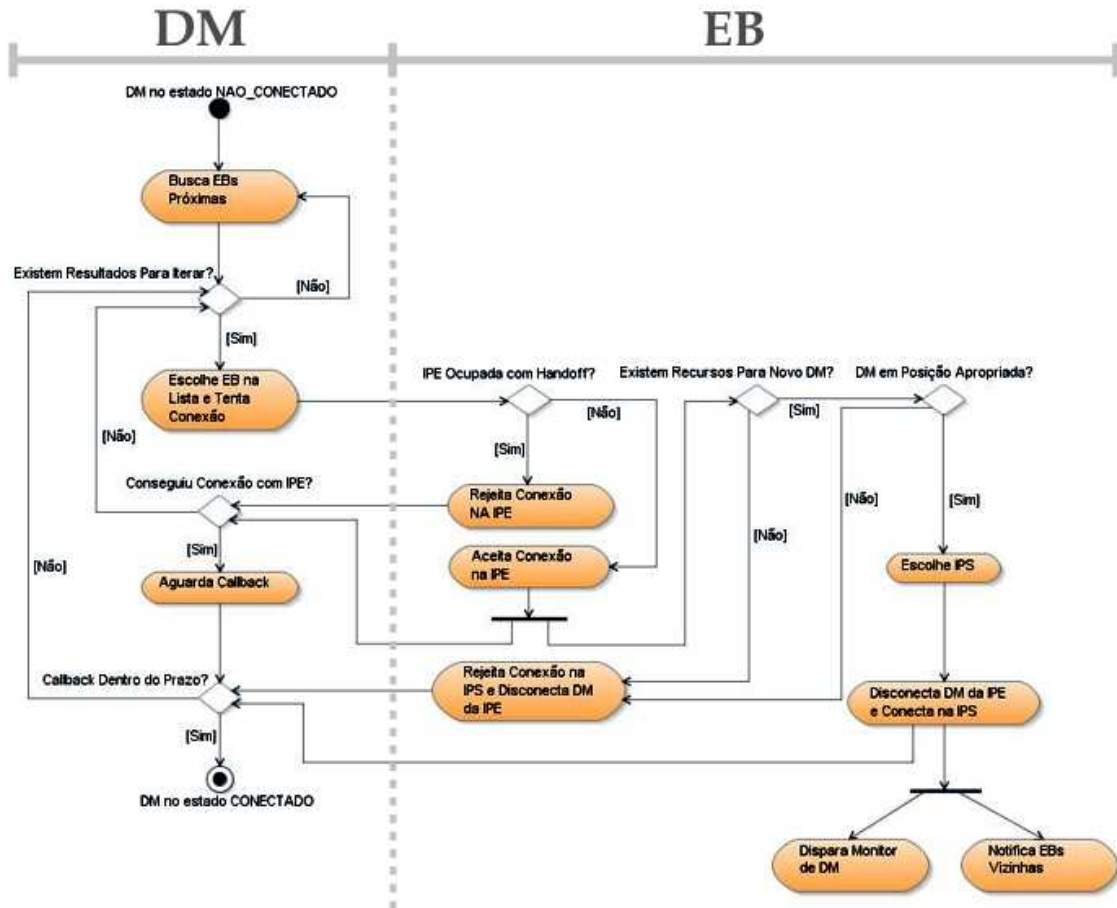 DM
EB
DM no estado NAO_CONECTADO
Busca EBs
Próximas
Existem Resultados Para Iterar?
[Não]
[Sim]
Escolhe EB na
Lista e Tenta
Conexão
IPE Ocupada com Handoff?
Existem Recursos Para Novo DM?
DM em Posição Apropriada?
[Não]
[Sim]
[Não]
[Sim]
Conseguiu Conexão com IPE?
Rejeita Conexão
NA IPE
[Não]
[Não]
[Sim]
[Sim]
[Não]
Aguarda Callback
Aceita Conexão
na IPE
Escolhe IPS
Callback Dentro do Prazo?
Rejeita Conexão na
IPS e Disconecta DM
da IPE
Disconecta DM da IPE
e Conecta na IPS
[Sim]
DM no estado CONECTADO
Dispara Monitor
de DM
Notifica EBs
Vizinhas